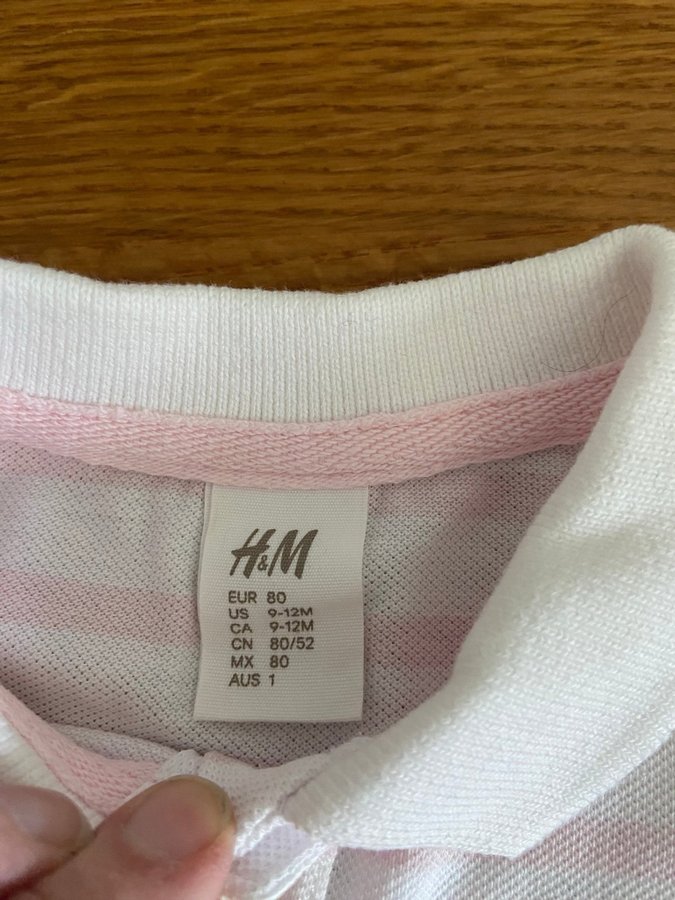 H&M
EUR 80
US 9-12M
CA 9-12M
CN 80/52
MX 80
AUS 1